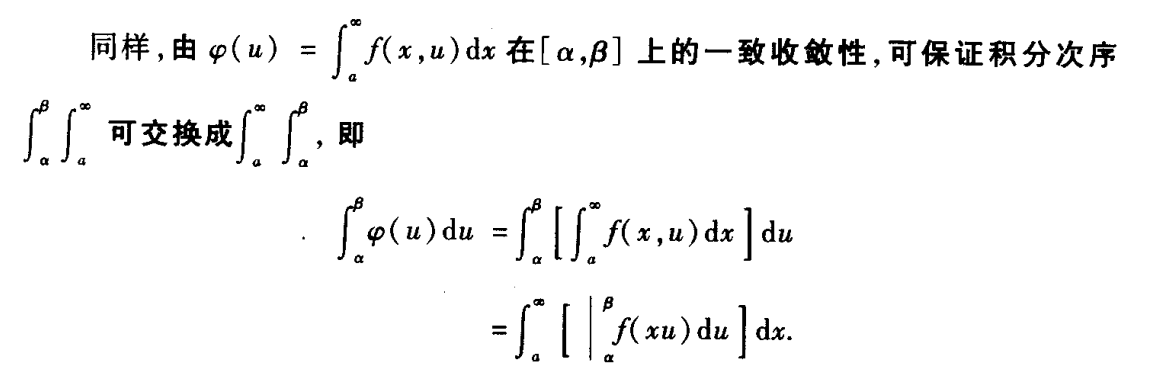 同样,由 φ(u) = ∫_a^∞ f(x,u)dx 在[α,β] 上的一致收敛性,可保证积分次序
∫_α^β ∫_a^∞ 可交换成 ∫_a^∞ ∫_α^β, 即
∫_α^β φ(u)du = ∫_α^β [∫_a^∞ f(x,u)dx]du
= ∫_a^∞ [ |_α^β f(xu)du ]dx.